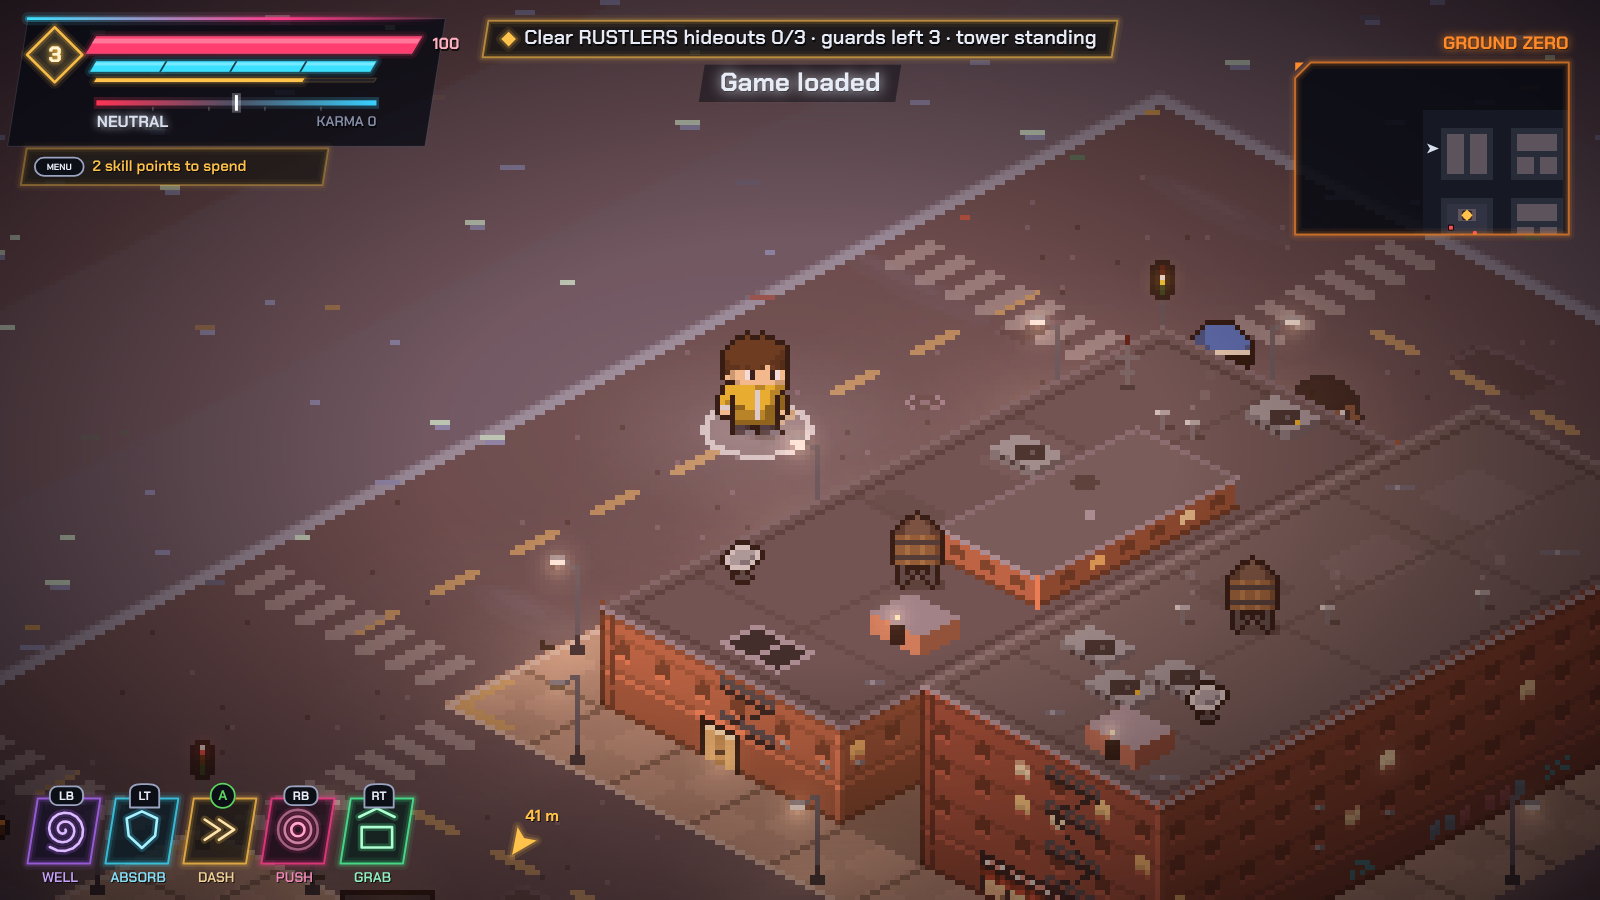 3
100
NEUTRAL
KARMA 0
MENU
2 skill points to spend
Clear RUSTLERS hideouts 0/3 · guards left 3 · tower standing
Game loaded
GROUND ZERO
41 m
LB
LT
A
RB
RT
WELL
ABSORB
DASH
PUSH
GRAB